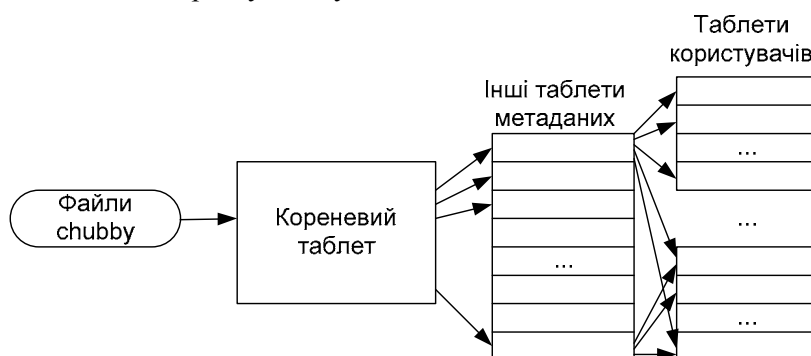 Таблети
користувачів
Інші таблети
метаданих
...
Файли
chubby
Кореневий
таблет
...
...
...